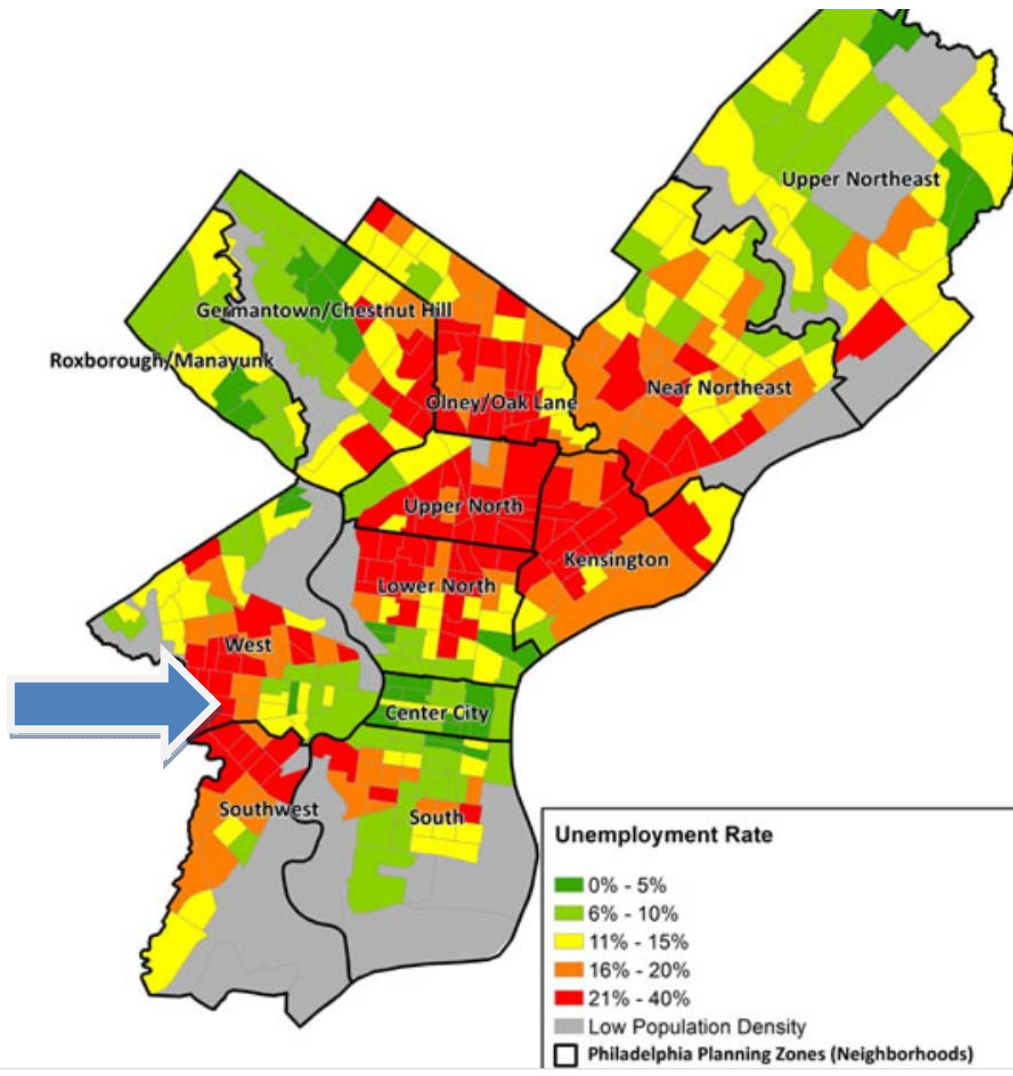 Upper Northeast
Germantown/Chestnut Hill
Roxborough/Manayunk
Near Northeast
Olney/Oak Lane
Upper North
Kensington
Lower North
West
Center City
Southwest
South
Unemployment Rate
0% - 5%
6% - 10%
11% - 15%
16% - 20%
21% - 40%
Low Population Density
Philadelphia Planning Zones (Neighborhoods)